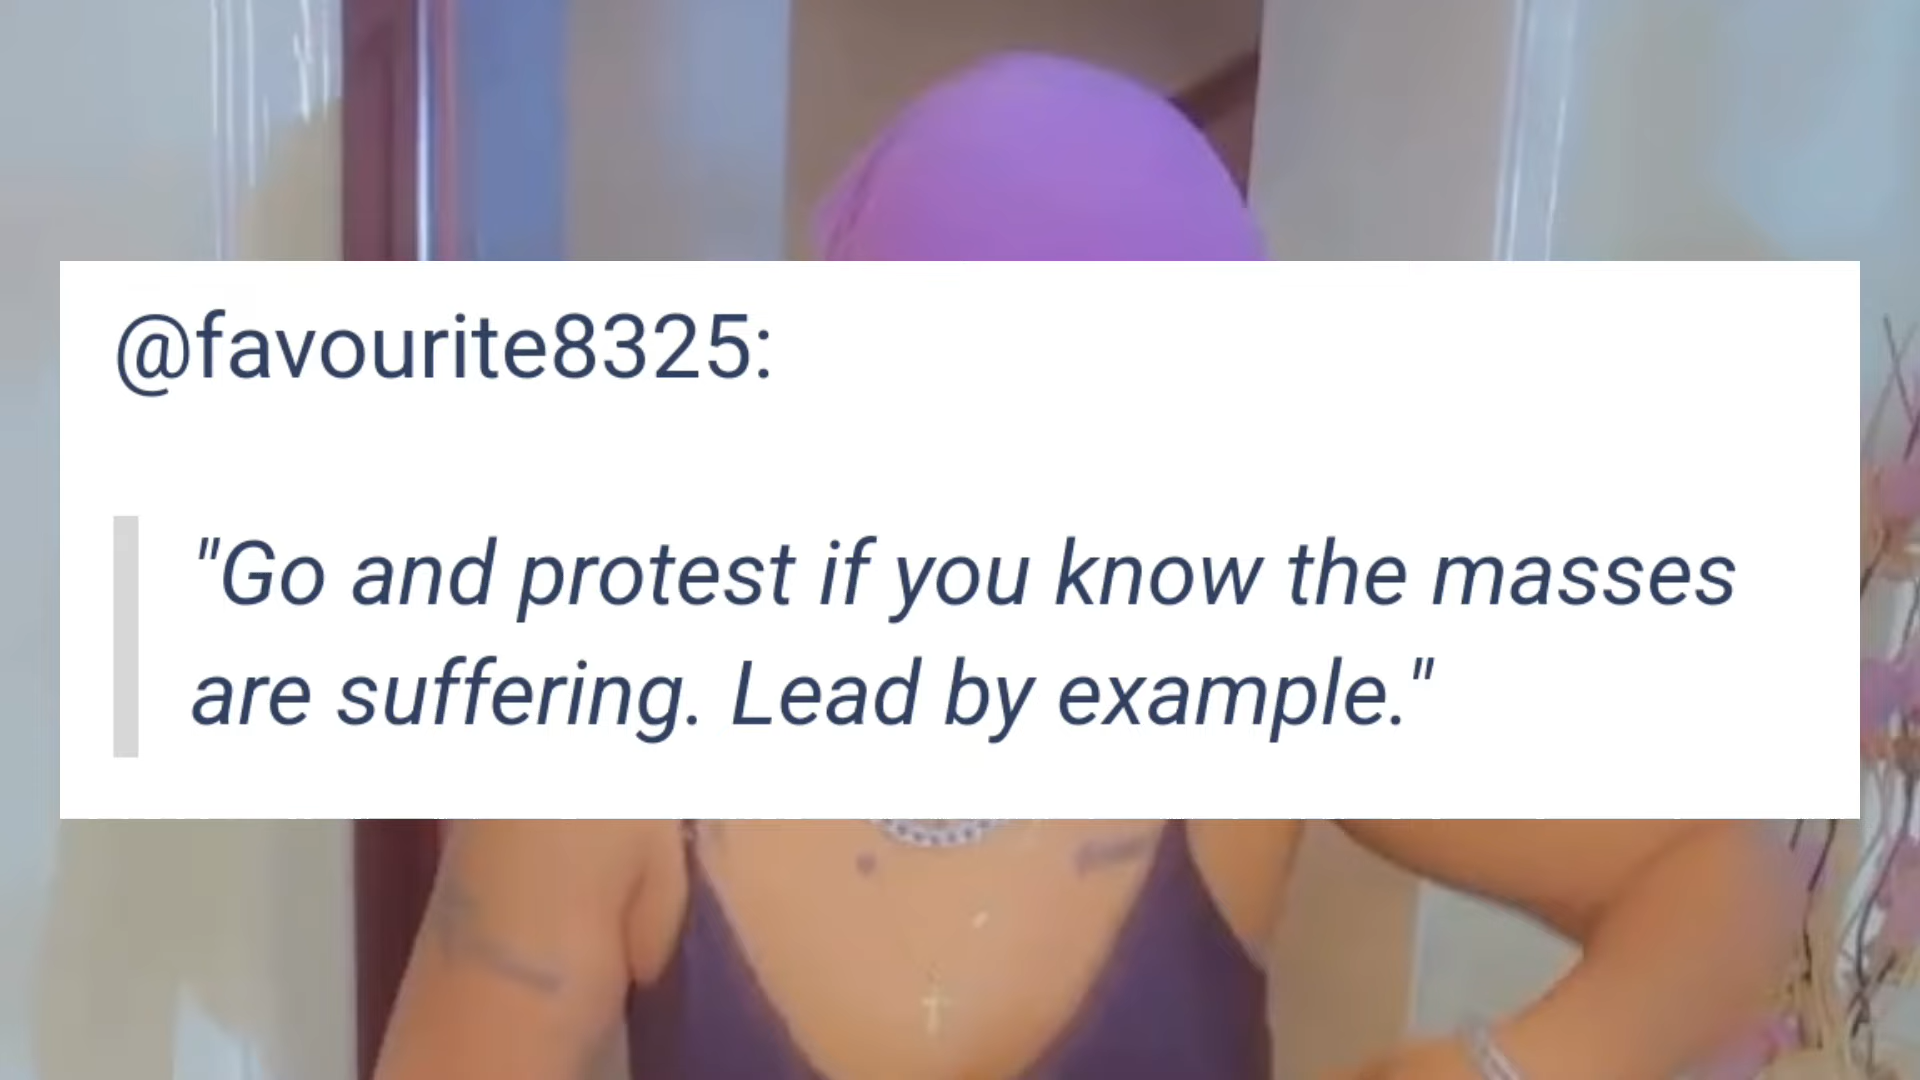 @favourite8325:
"Go and protest if you know the masses
are suffering. Lead by example."